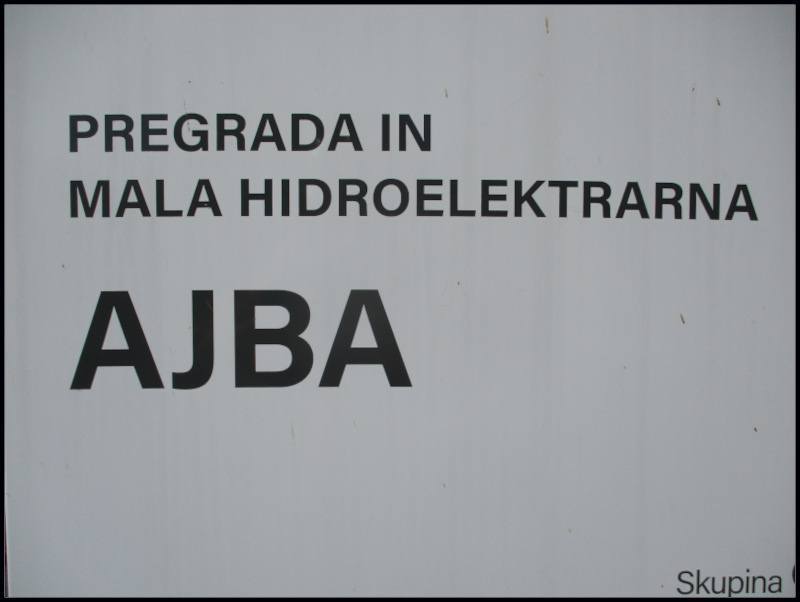 PREGRADA IN
MALA HIDROELEKTRARNA
AJBA
Skupina